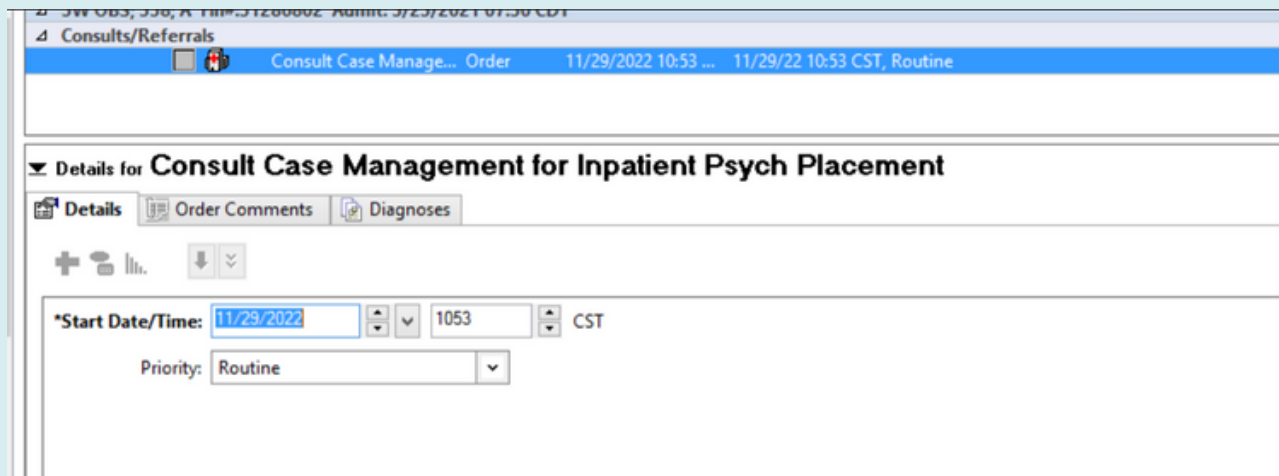 Consults/Referrals
Consult Case Manage... Order 11/29/2022 10:53 ... 11/29/22 10:53 CST, Routine
Details for Consult Case Management for Inpatient Psych Placement
Details Order Comments Diagnoses
*Start Date/Time: 11/29/2022 1053 CST
Priority: Routine